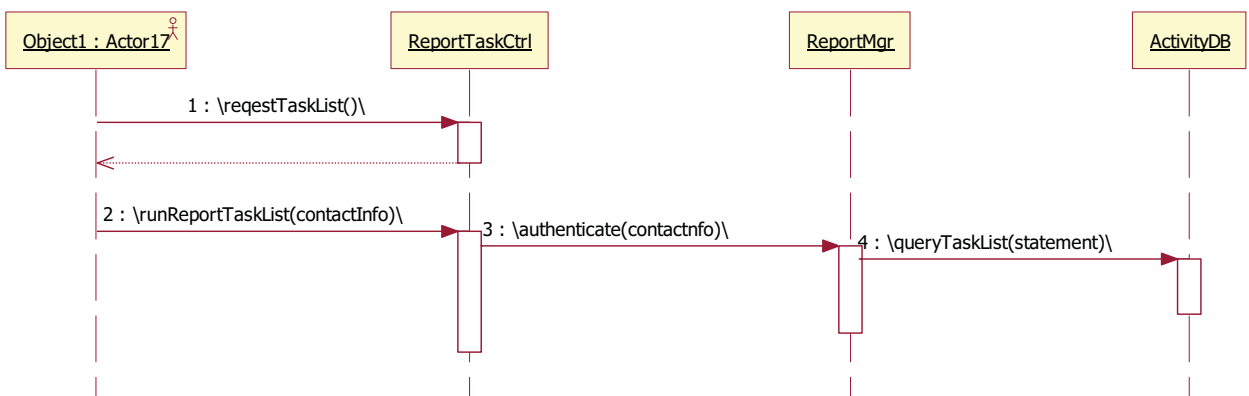 Object1 : Actor17
ReportTaskCtrl
ReportMgr
ActivityDB
1 : \reqestTaskList()\
2 : \runReportTaskList(contactInfo)\
3 : \authenticate(contactnfo)\
4 : \queryTaskList(statement)\